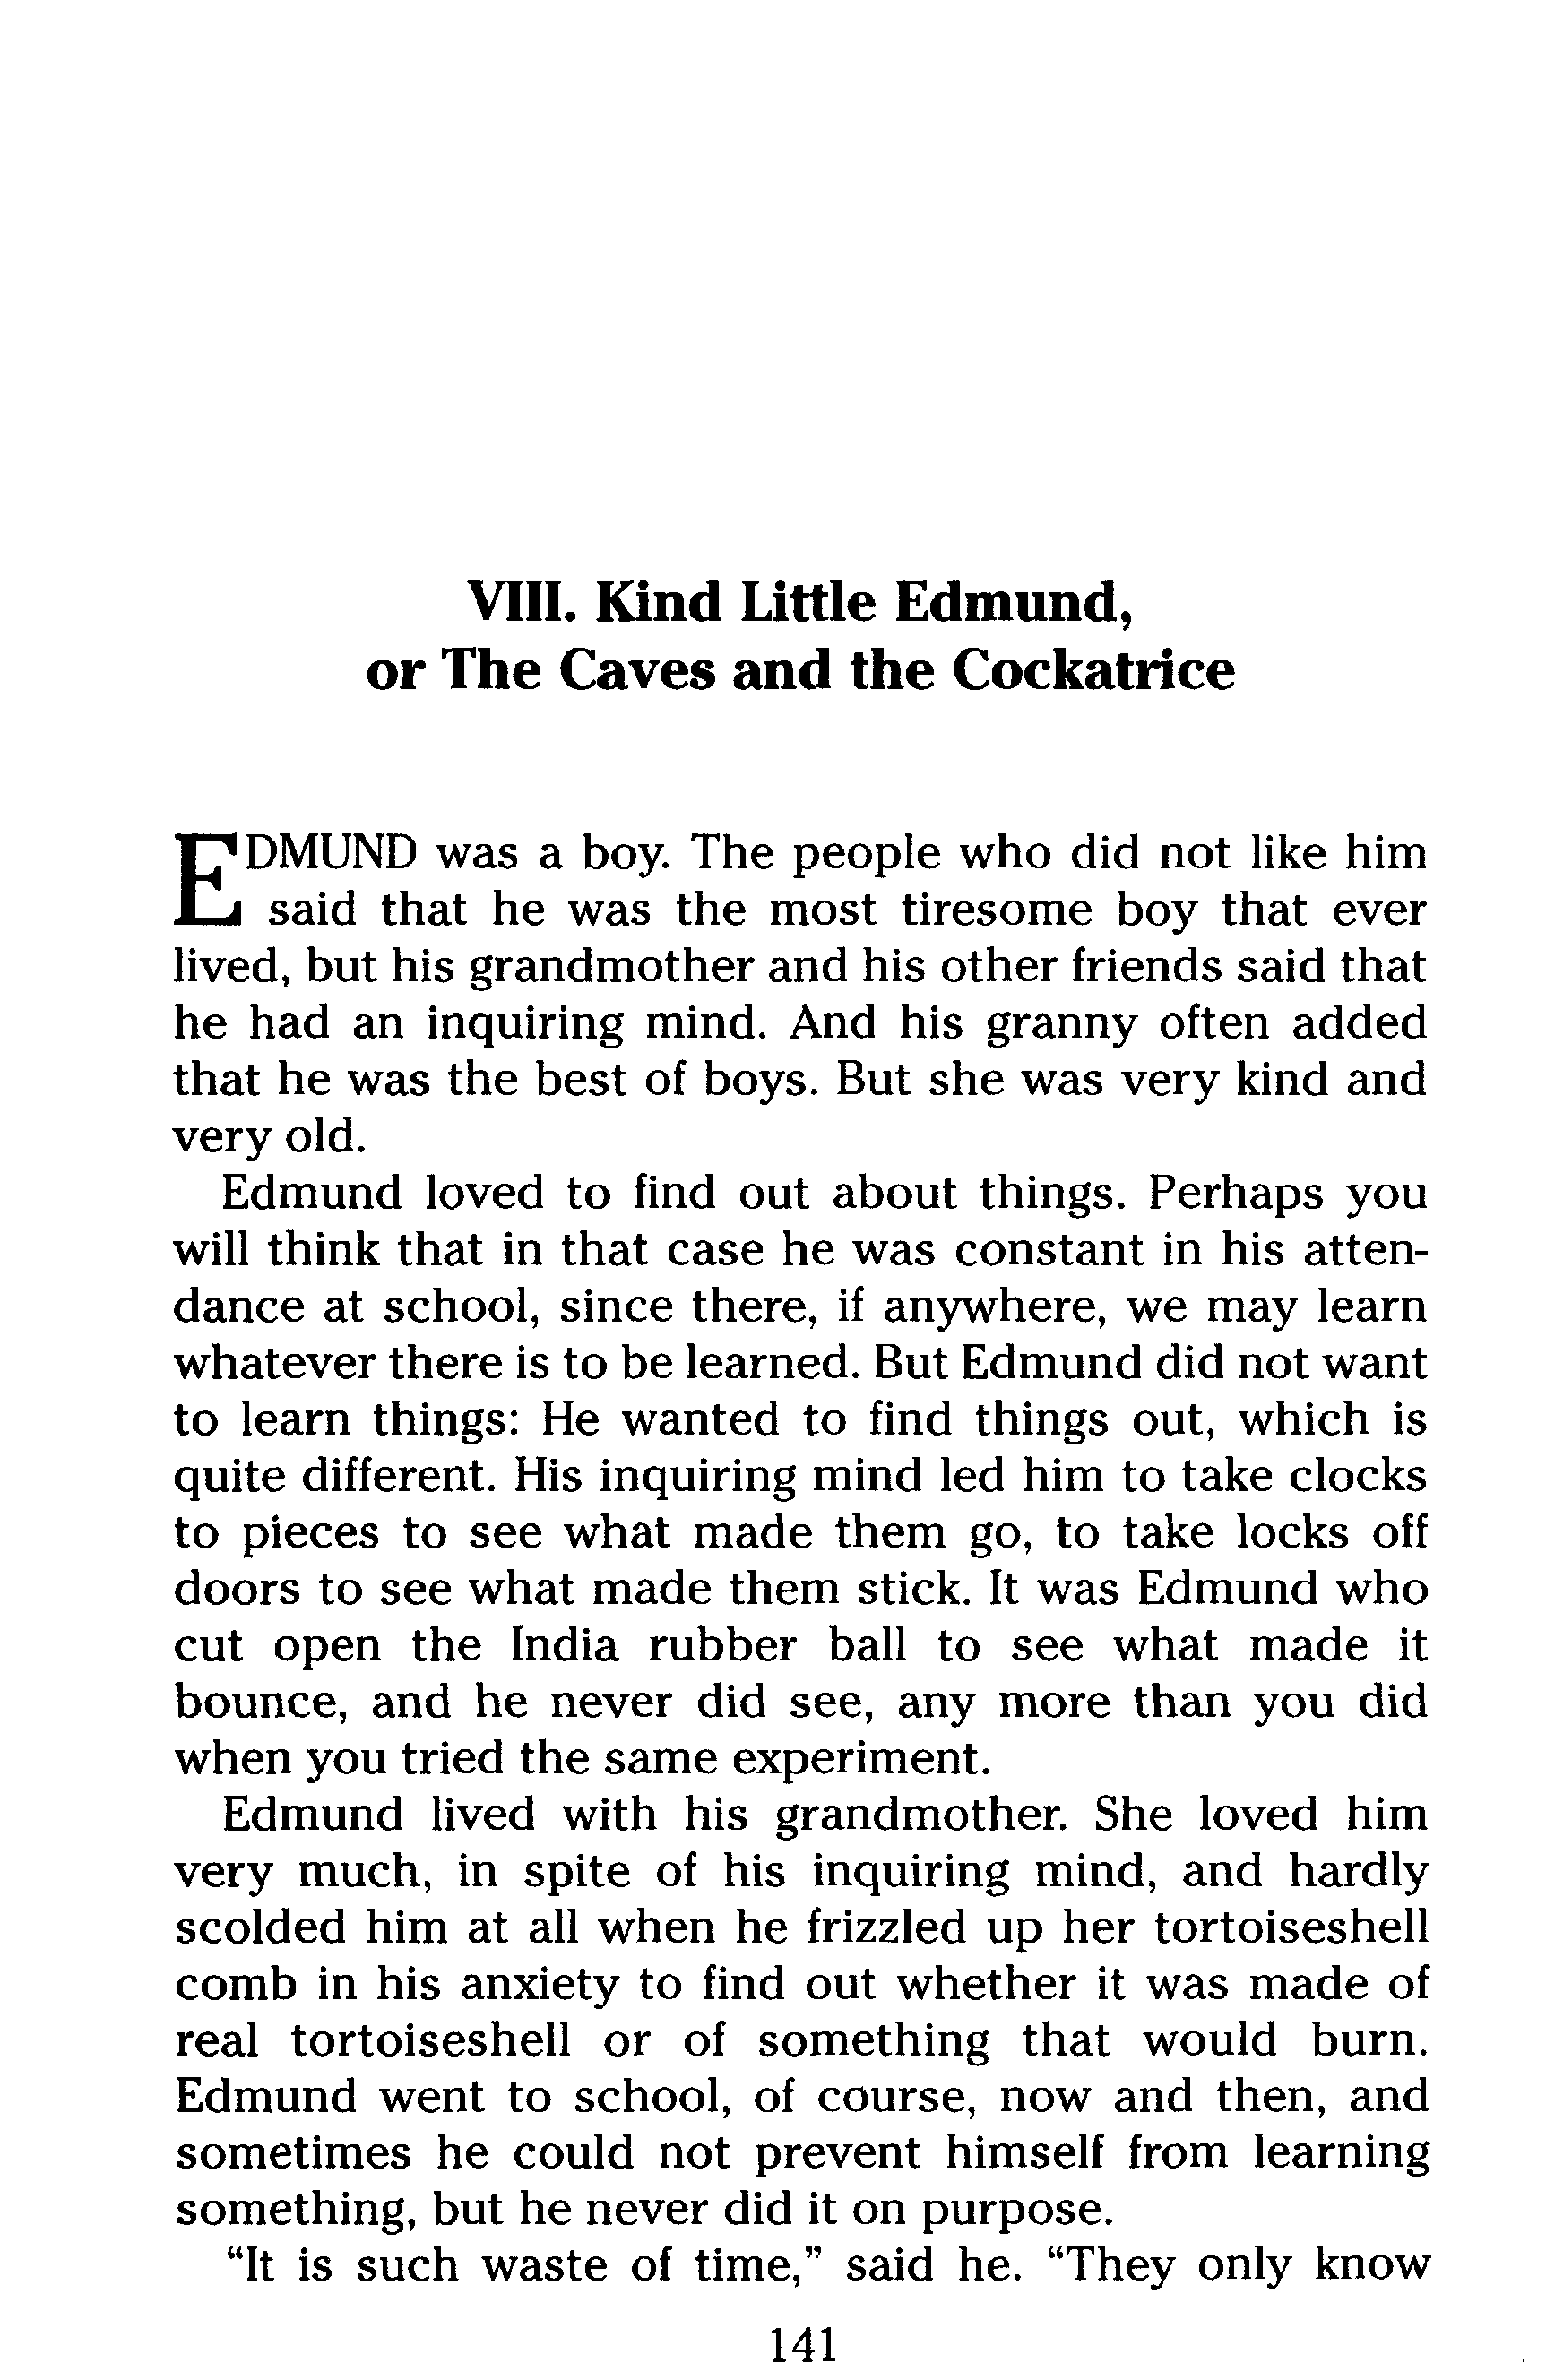 VIII. Kind Little Edmund,
or The Caves and the Cockatrice
EDMUND was a boy. The people who did not like him
said that he was the most tiresome boy that ever
lived, but his grandmother and his other friends said that
he had an inquiring mind. And his granny often added
that he was the best of boys. But she was very kind and
very old.
Edmund loved to find out about things. Perhaps you
will think that in that case he was constant in his atten-
dance at school, since there, if anywhere, we may learn
whatever there is to be learned. But Edmund did not want
to learn things: He wanted to find things out, which is
quite different. His inquiring mind led him to take clocks
to pieces to see what made them go, to take locks off
doors to see what made them stick. It was Edmund who
cut open the India rubber ball to see what made it
bounce, and he never did see, any more than you did
when you tried the same experiment.
Edmund lived with his grandmother. She loved him
very much, in spite of his inquiring mind, and hardly
scolded him at all when he frizzled up her tortoiseshell
comb in his anxiety to find out whether it was made of
real tortoiseshell or of something that would burn.
Edmund went to school, of course, now and then, and
sometimes he could not prevent himself from learning
something, but he never did it on purpose.
“It is such waste of time,” said he. “They only know
141